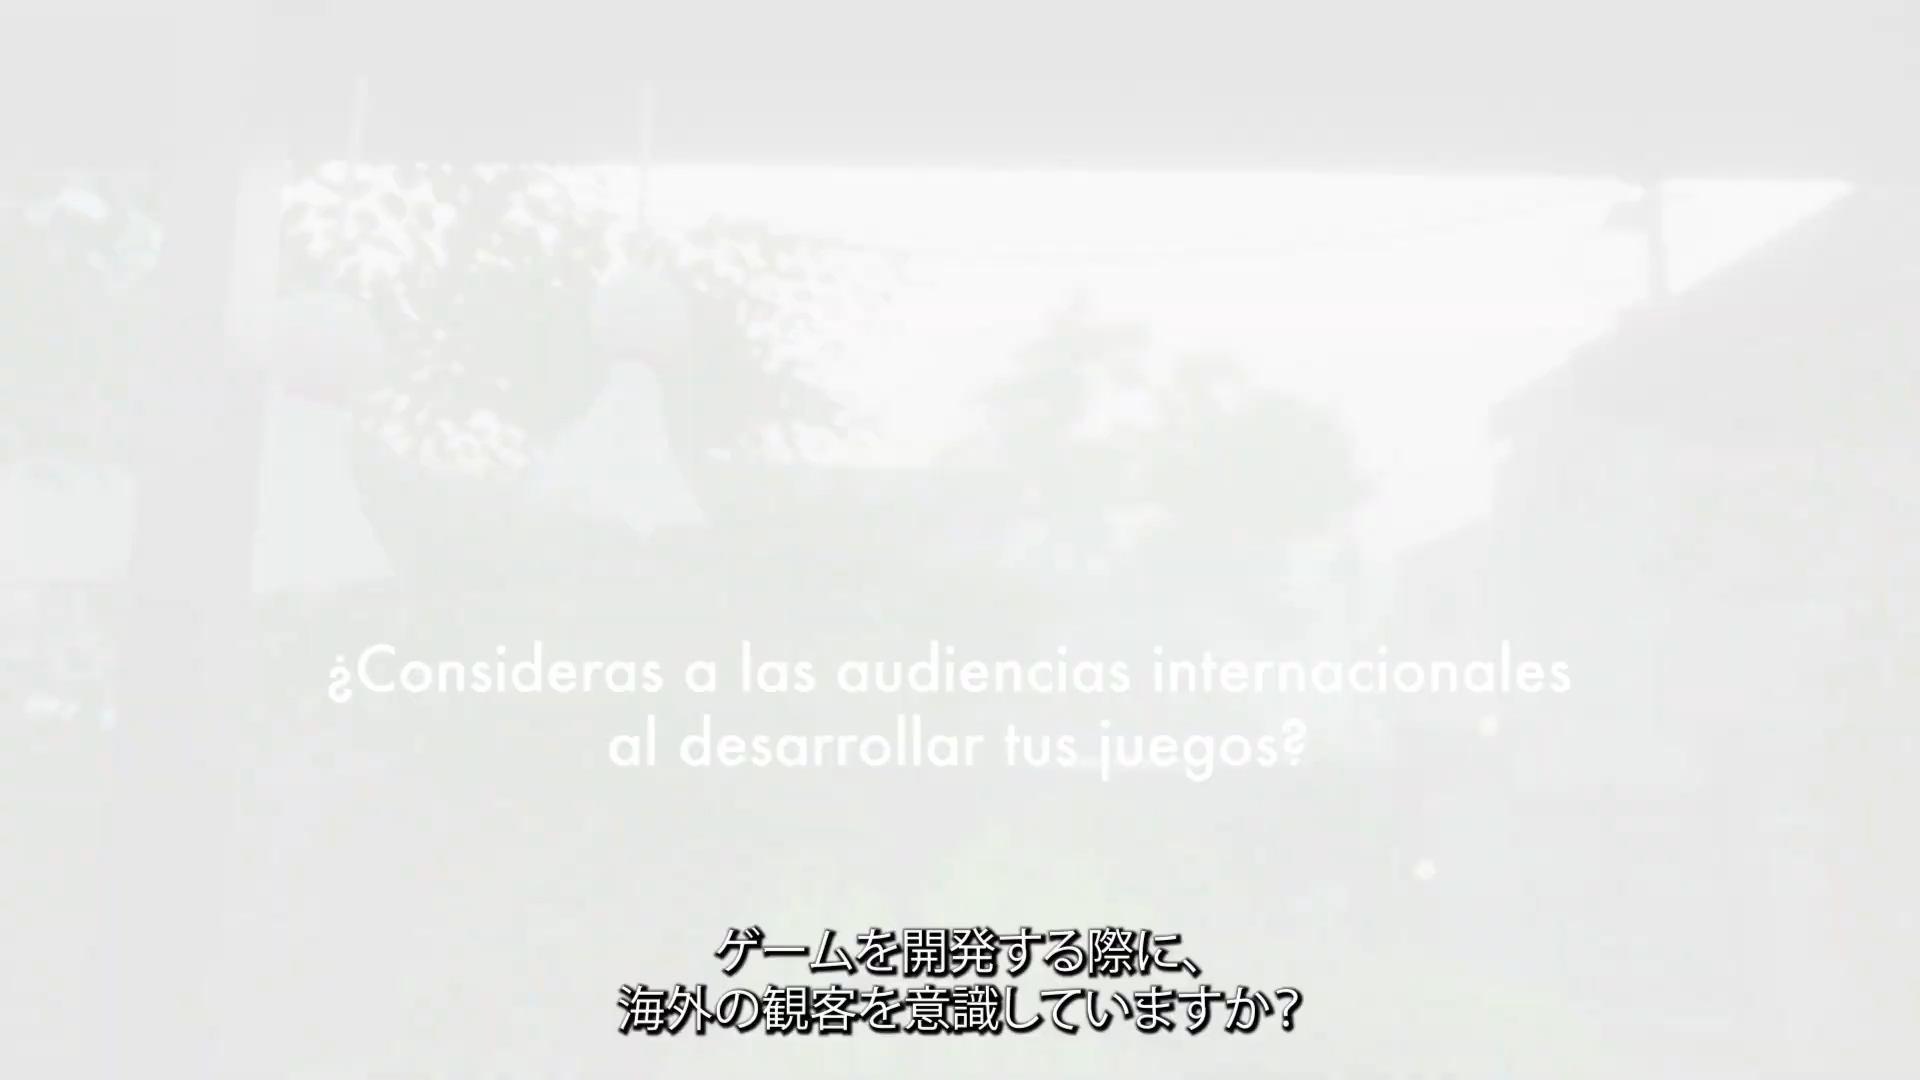 ¿Consideras a las audiencias internacionales
al desarrollar tus juegos?
ゲームを開発する際に、
海外の観客を意識していますか?